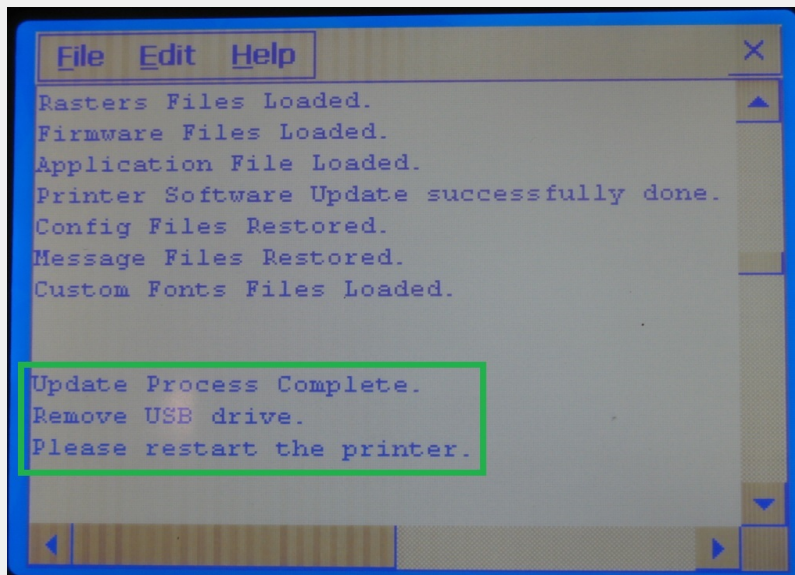 File Edit Help
Rasters Files Loaded.
Firmware Files Loaded.
Application File Loaded.
Printer Software Update successfully done.
Config Files Restored.
Message Files Restored.
Custom Fonts Files Loaded.
Update Process Complete.
Remove USB drive.
Please restart the printer.